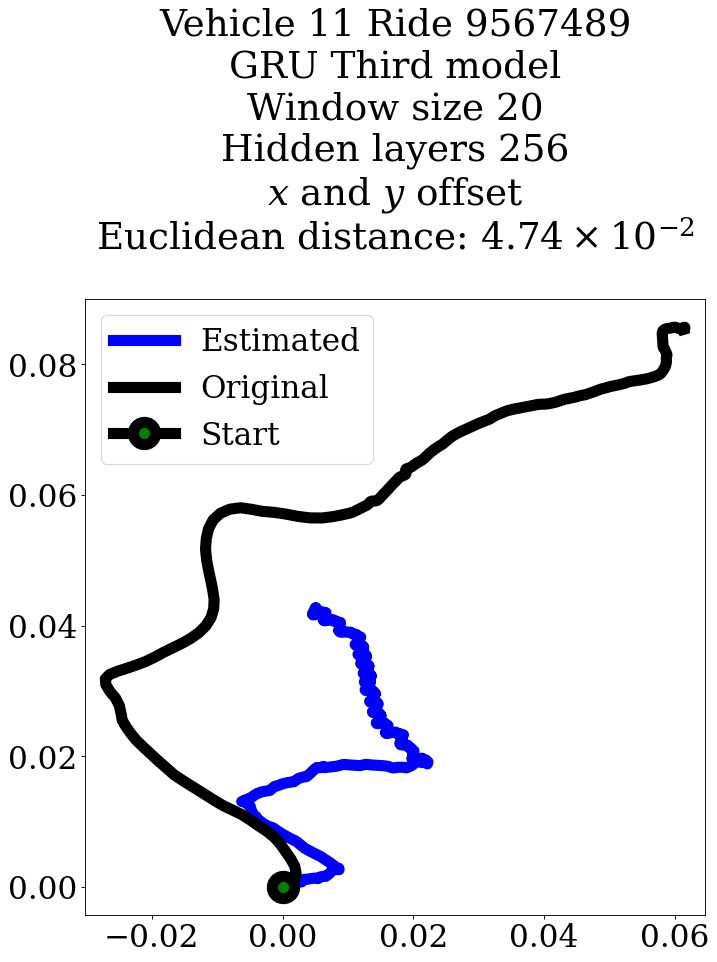 Vehicle 11 Ride 9567489
GRU Third model
Window size 20
Hidden layers 256
x and y offset
Euclidean distance: 4.74 × 10⁻²
Estimated
Original
Start
0.08
0.06
0.04
0.02
0.00
−0.02 0.00 0.02 0.04 0.06